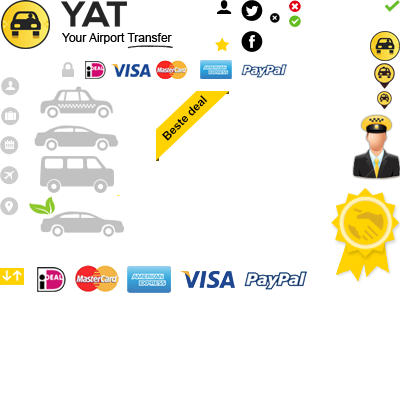 YAT
Your Airport Transfer
iDEAL VISA MasterCard AMERICAN EXPRESS PayPal
Beste deal
iDEAL MasterCard AMERICAN EXPRESS VISA PayPal